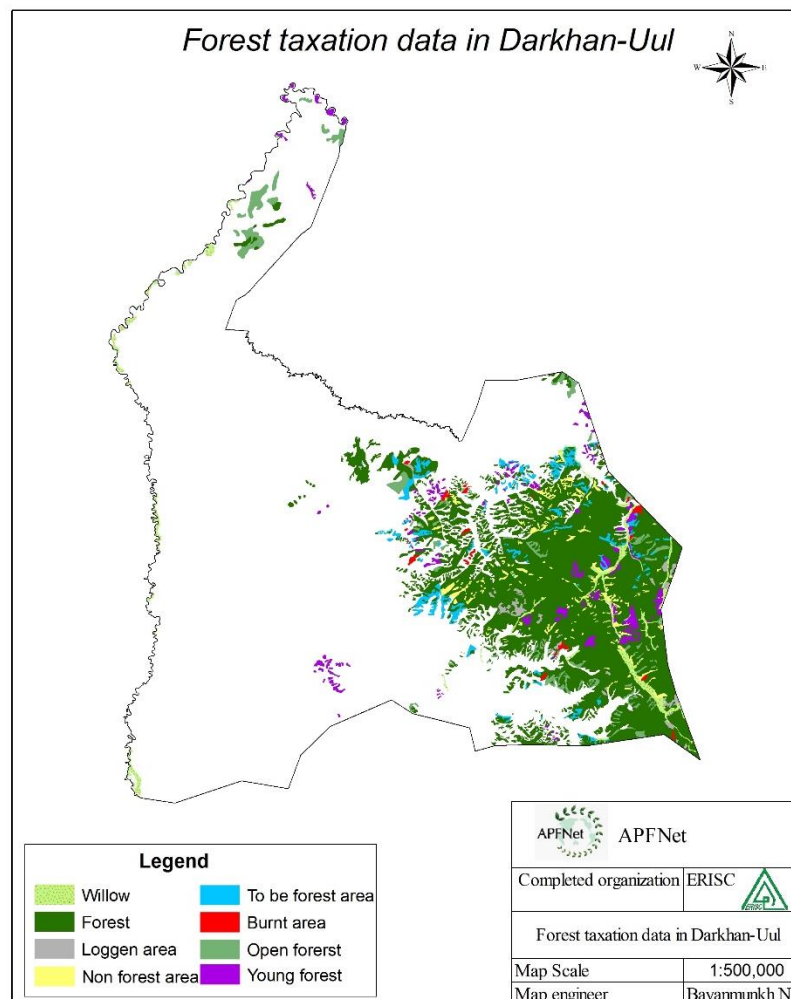 Forest taxation data in Darkhan-Uul
N
W E
S
APFNet APFNet
Completed organization ERISC
ERISC
Forest taxation data in Darkhan-Uul
Map Scale 1:500,000
Map engineer Bayanmunkh N
Legend
Willow To be forest area
Forest Burnt area
Loggen area Open forerst
Non forest area Young forest